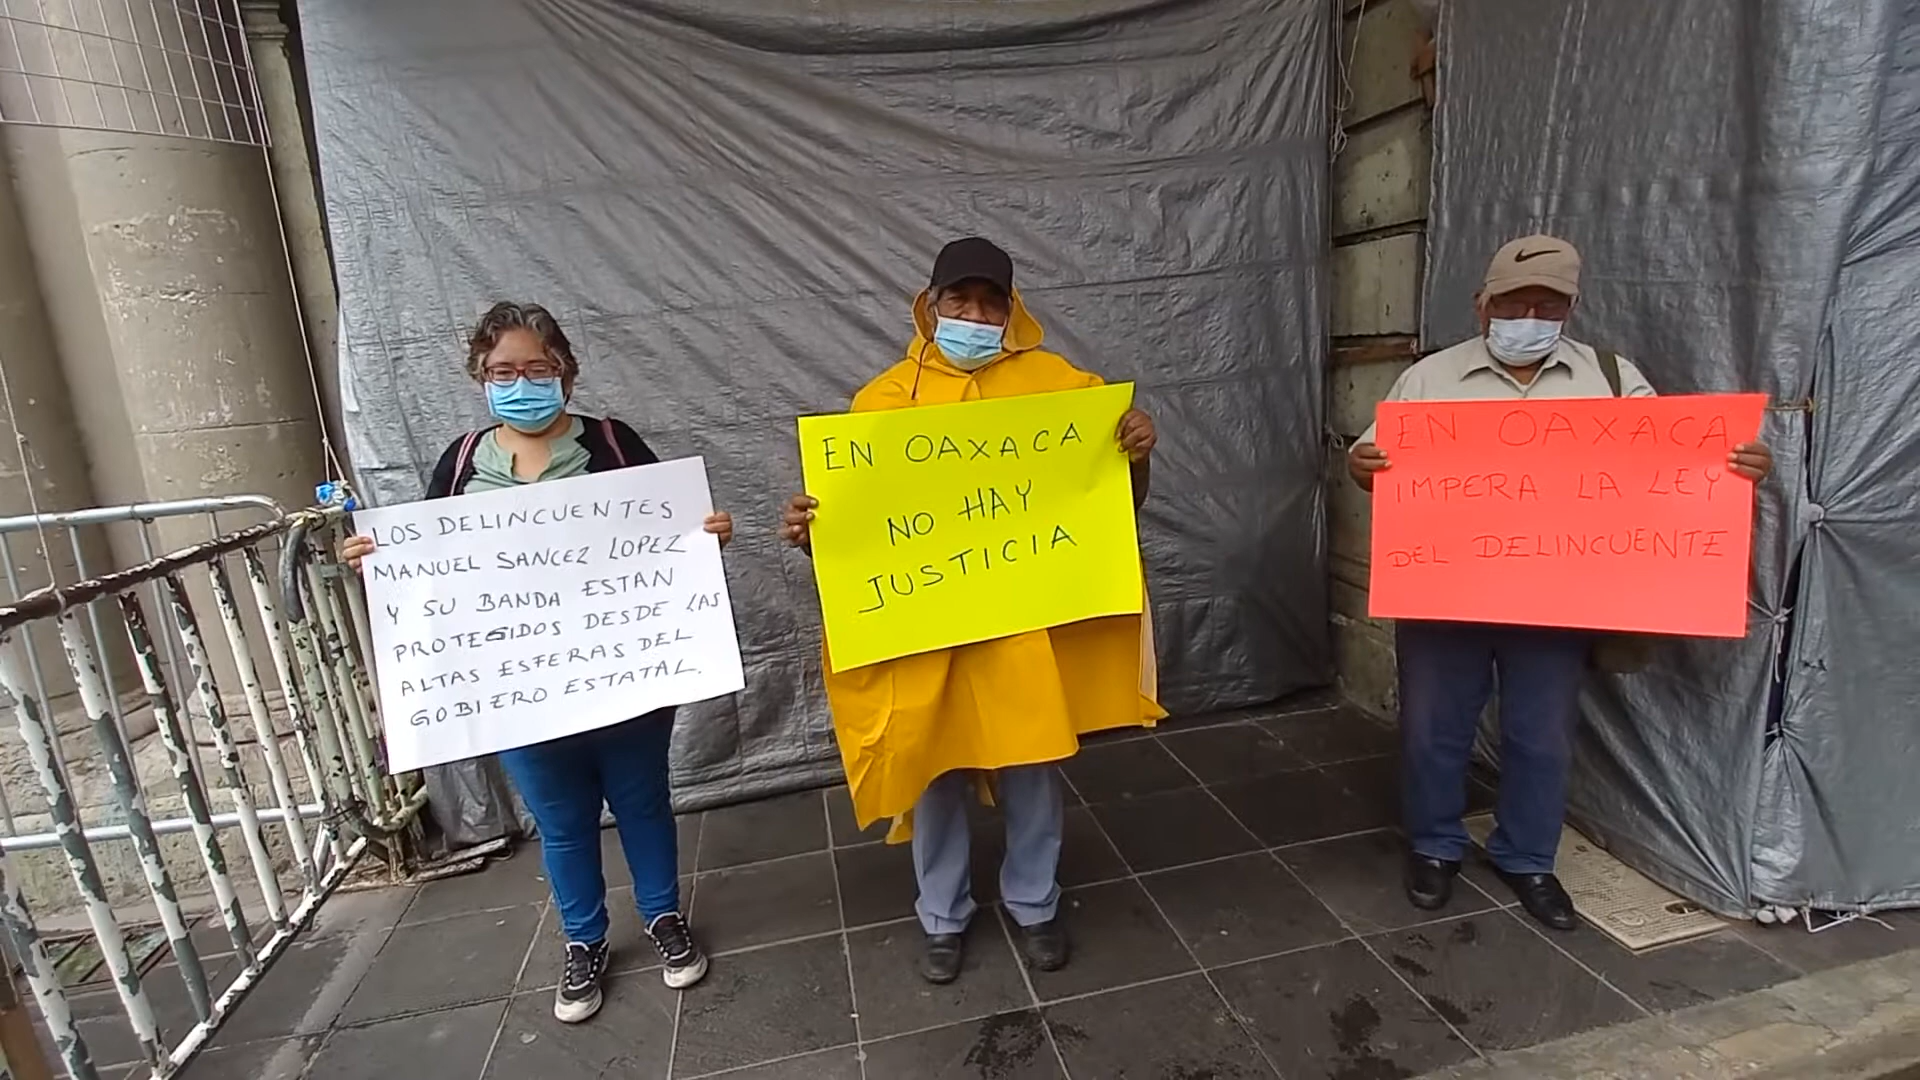 LOS DELINCUENTES
MANUEL SANCEZ LOPEZ
Y SU BANDA ESTAN
PROTEGIDOS DESDE LAS
ALTAS ESFERAS DEL
GOBIERO ESTATAL.
EN OAXACA
NO HAY
JUSTICIA
EN OAXACA
IMPERA LA LEY
DEL DELINCUENTE